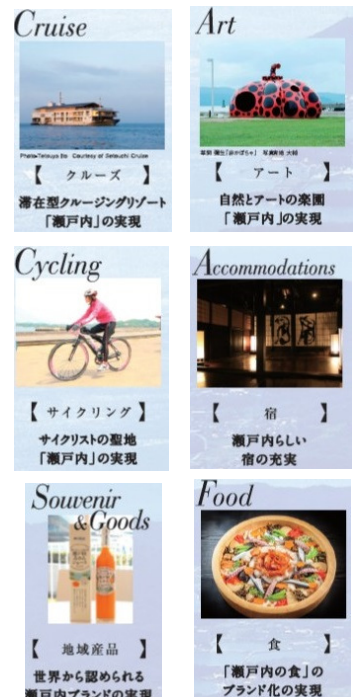 Cruise
Photo:Tetsuya Ito Courtesy of Setouchi Cruise
【 クルーズ 】
滞在型クルージングリゾート
「瀬戸内」の実現
Art
草間 彌生「赤かぼちゃ」
【 アート 】
自然とアートの楽園
「瀬戸内」の実現
Cycling
【 サイクリング 】
サイクリストの聖地
「瀬戸内」の実現
Accommodations
【 宿 】
瀬戸内らしい
宿の充実
Souvenir
& Goods
【 地域産品 】
世界から認められる
瀬戸内ブランドの実現
Food
【 食 】
「瀬戸内の食」の
ブランド化の実現